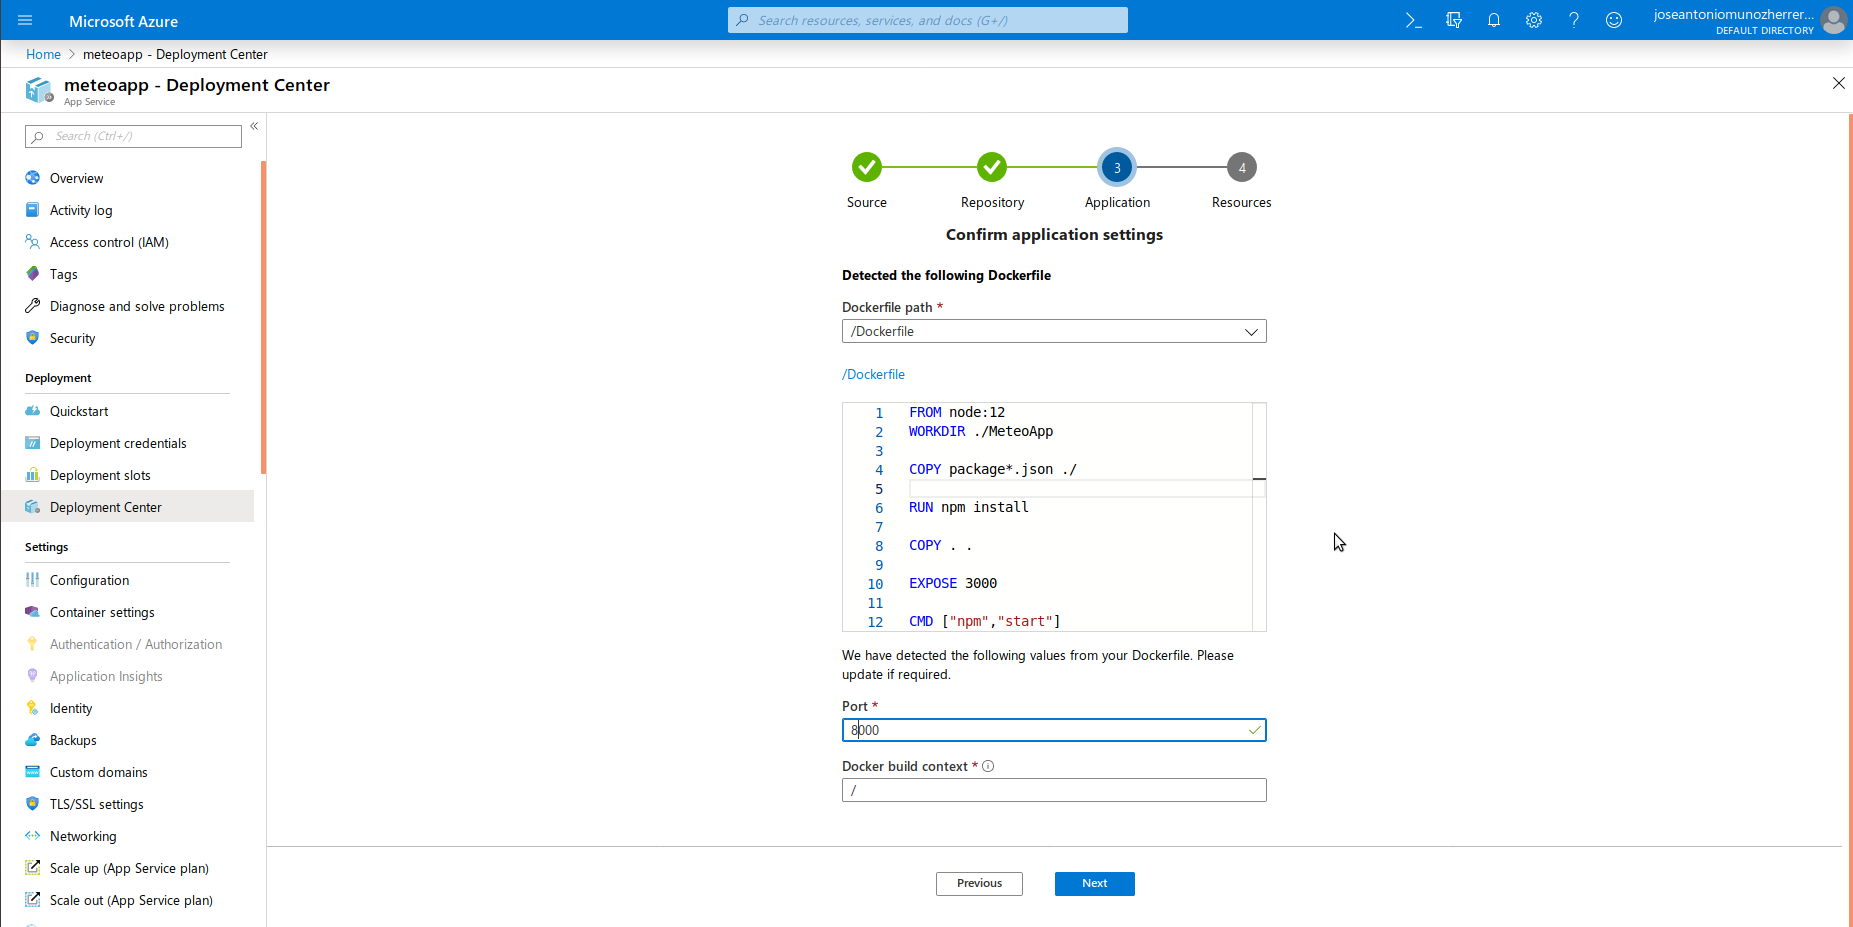 Microsoft Azure
Search resources, services, and docs (G+/)
joseantoniomunozherrer...
DEFAULT DIRECTORY
Home > meteoapp - Deployment Center
meteoapp - Deployment Center
App Service
Search (Ctrl+/)
Overview
Activity log
Access control (IAM)
Tags
Diagnose and solve problems
Security
Deployment
Quickstart
Deployment credentials
Deployment slots
Deployment Center
Settings
Configuration
Container settings
Authentication / Authorization
Application Insights
Identity
Backups
Custom domains
TLS/SSL settings
Networking
Scale up (App Service plan)
Scale out (App Service plan)
3
4
Source
Repository
Application
Resources
Confirm application settings
Detected the following Dockerfile
Dockerfile path *
/Dockerfile
/Dockerfile
1 FROM node:12
2 WORKDIR ./MeteoApp
3
4 COPY package*.json ./
5
6 RUN npm install
7
8 COPY . .
9
10 EXPOSE 3000
11
12 CMD ["npm","start"]
We have detected the following values from your Dockerfile. Please
update if required.
Port *
8000
Docker build context *
/
Previous
Next